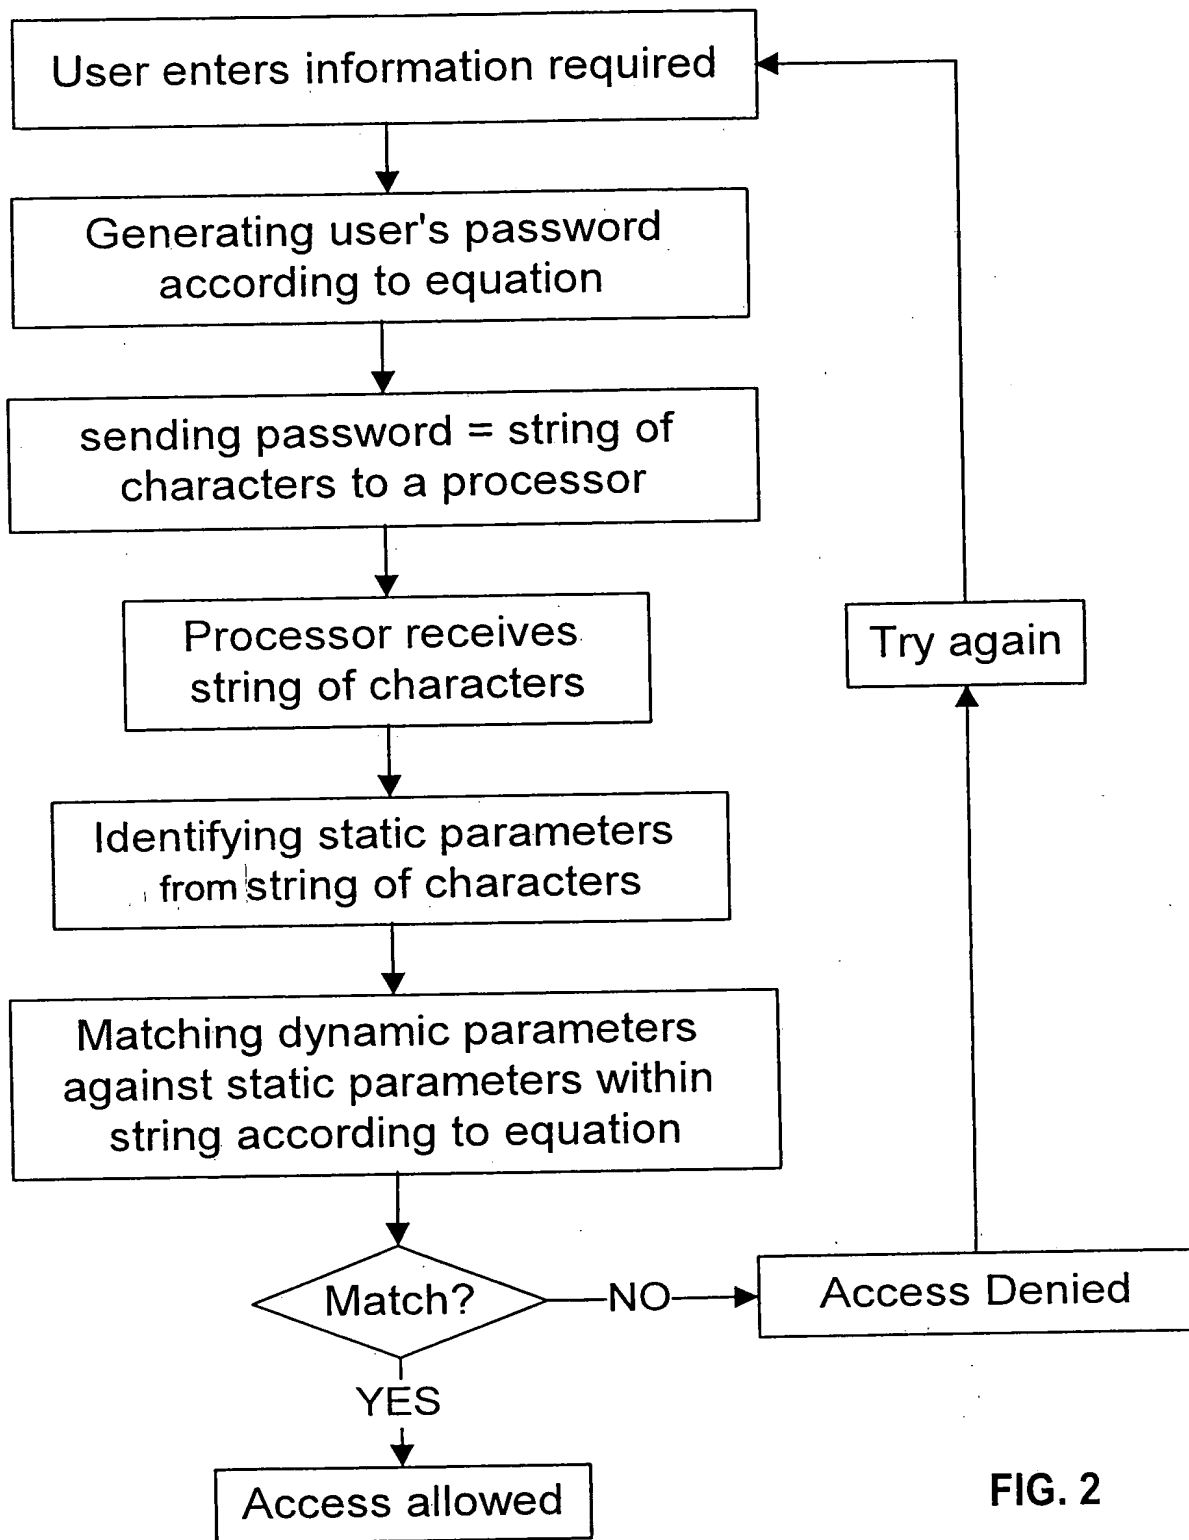 User enters information required
Generating user's password
according to equation
sending password = string of
characters to a processor
Processor receives
string of characters
Try again
Identifying static parameters
from string of characters
Matching dynamic parameters
against static parameters within
string according to equation
Match?
NO
Access Denied
YES
Access allowed
FIG. 2